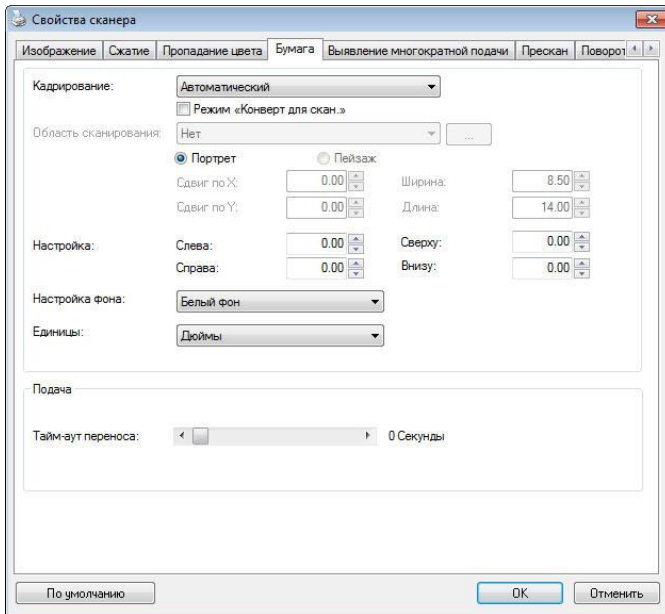 Свойства сканера
Изображение Сжатие Пропадание цвета Бумага Выявление многократной подачи Прескан Поворот
Кадрирование: Автоматический
Режим «Конверт для скан.»
Область сканирования: Нет ...
Портрет Пейзаж
Сдвиг по X: 0.00 Ширина: 8.50
Сдвиг по Y: 0.00 Длина: 14.00
Настройка: Слева: 0.00 Сверху: 0.00
Справа: 0.00 Внизу: 0.00
Настройка фона: Белый фон
Единицы: Дюймы
Подача
Тайм-аут переноса: 0 Секунды
По умолчанию OK Отменить